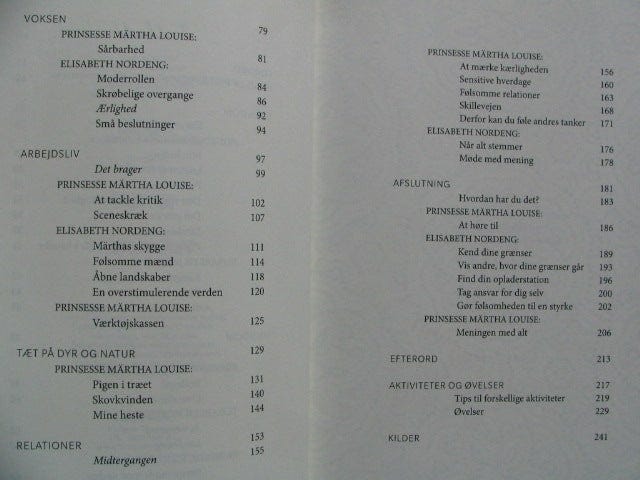 VOKSEN 79
PRINSESSE MÄRTHA LOUISE:
Sårbarhed 81
ELISABETH NORDENG:
Moderrollen 84
Skrøbelige overgange 86
Ærlighed 92
Små beslutninger 94
ARBEJDSLIV 97
Det brager 99
PRINSESSE MÄRTHA LOUISE:
At tackle kritik 102
Sceneskræk 107
ELISABETH NORDENG:
Märthas skygge 111
Følsomme mænd 114
Åbne landskaber 118
En overstimulerende verden 120
PRINSESSE MÄRTHA LOUISE:
Værktøjskassen 125
TÆT PÅ DYR OG NATUR 129
PRINSESSE MÄRTHA LOUISE:
Pigen i træet 131
Skovkvinden 140
Mine heste 144
RELATIONER 153
Midtergangen 155
PRINSESSE MÄRTHA LOUISE:
At mærke kærligheden 156
Sensitive hverdage 160
Følsomme relationer 163
Skillevejen 168
Derfor kan du føle andres tanker 171
ELISABETH NORDENG:
Når alt stemmer 176
Møde med mening 178
AFSLUTNING 181
Hvordan har du det? 183
PRINSESSE MÄRTHA LOUISE:
At høre til 186
ELISABETH NORDENG:
Kend dine grænser 189
Vis andre, hvor dine grænser går 193
Find din opladerstation 196
Tag ansvar for dig selv 200
Gør følsomheden til en styrke 202
PRINSESSE MÄRTHA LOUISE:
Meningen med alt 206
EFTERORD 213
AKTIVITETER OG ØVELSER 217
Tips til forskellige aktiviteter 219
Øvelser 229
KILDER 241